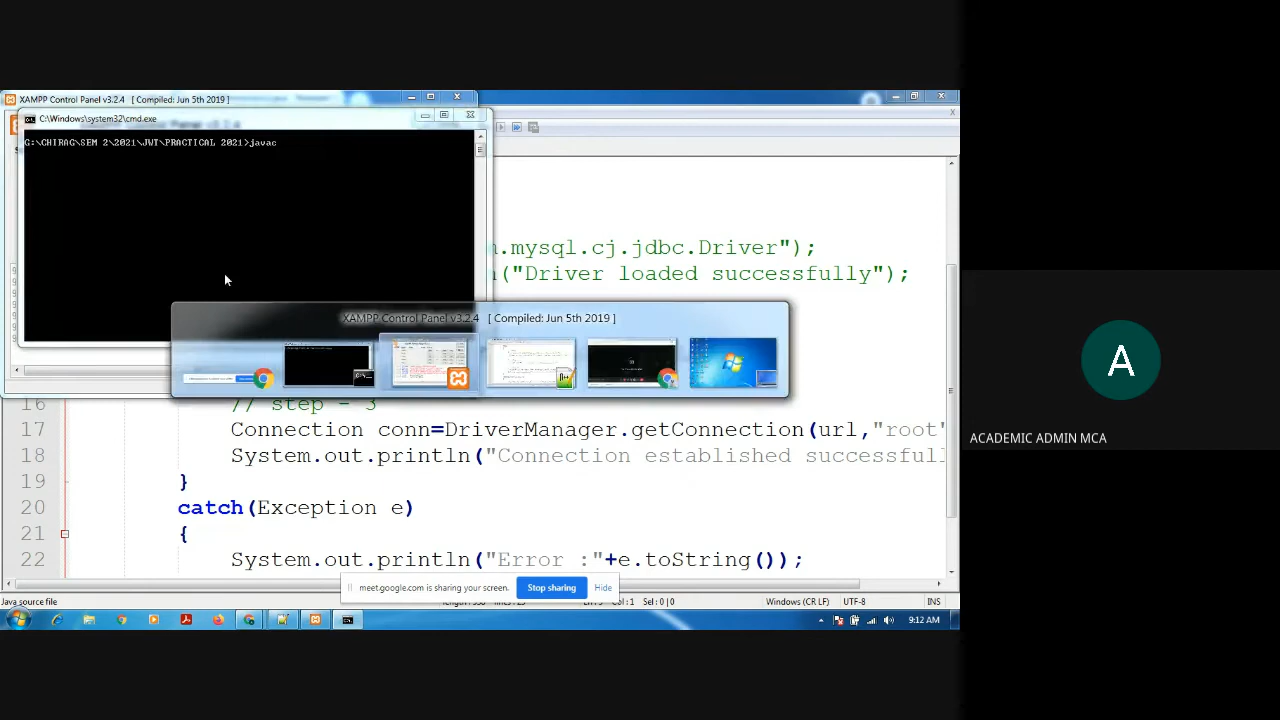 XAMPP Control Panel v3.2.4 [ Compiled: Jun 5th 2019 ]
C:\Windows\system32\cmd.exe
G:\CHIRAG\SEM 2\2021\JWT\PRACTICAL 2021>javac
.mysql.cj.jdbc.Driver");
("Driver loaded successfully");
XAMPP Control Panel v3.2.4 [ Compiled: Jun 5th 2019 ]
16 // step - 3
17 Connection conn=DriverManager.getConnection(url,"root"
18 System.out.println("Connection established successfull
19 }
20 catch(Exception e)
21 {
22 System.out.println("Error :"+e.toString());
meet.google.com is sharing your screen. Stop sharing Hide
Java source file Windows (CR LF) UTF-8 INS
9:12 AM
A
ACADEMIC ADMIN MCA